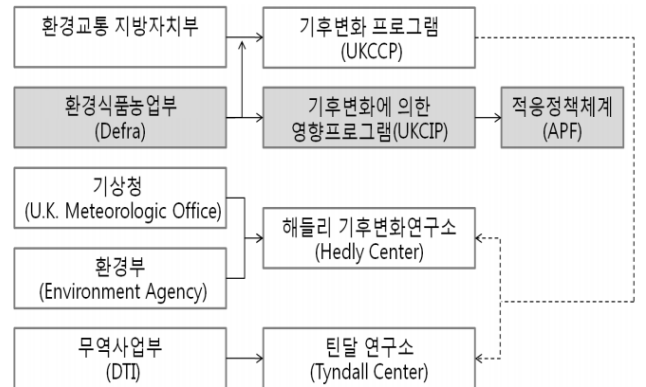 환경교통 지방자치부
기후변화 프로그램
(UKCCP)
환경식품농업부
(Defra)
기후변화에 의한
영향프로그램(UKCIP)
적응정책체계
(APF)
기상청
(U.K. Meteorologic Office)
해들리 기후변화연구소
(Hedly Center)
환경부
(Environment Agency)
무역사업부
(DTI)
틴달 연구소
(Tyndall Center)